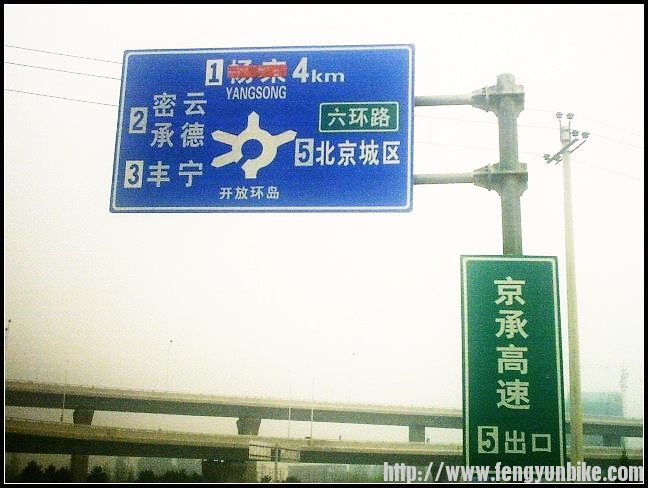 1 杨宋 4km
YANGSONG
2 密云
承德
六环路
5 北京城区
3 丰宁
开放环岛
京承高速
5 出口
http://www.fengyunbike.com